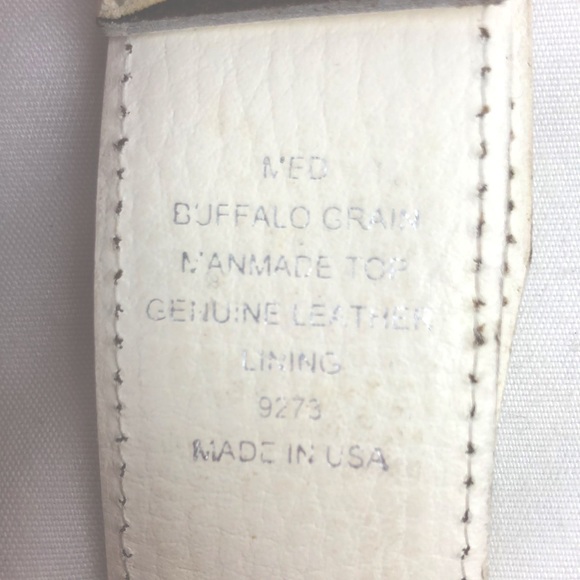 MED
BUFFALO GRAIN
MANMADE TOP
GENUINE LEATHER
LINING
9273
MADE IN USA